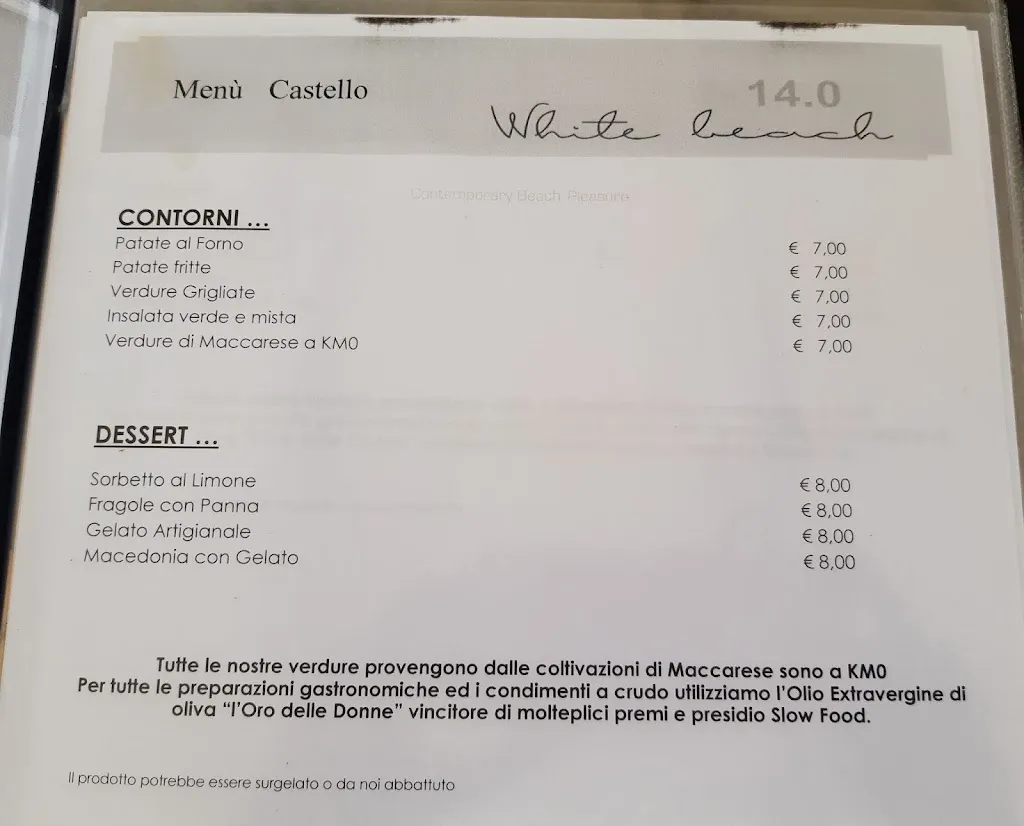 Menù Castello
14.0
White beach
Contemporary Beach Pleasure
CONTORNI ...
Patate al Forno € 7,00
Patate fritte € 7,00
Verdure Grigliate € 7,00
Insalata verde e mista € 7,00
Verdure di Maccarese a KM0 € 7,00
DESSERT ...
Sorbetto al Limone € 8,00
Fragole con Panna € 8,00
Gelato Artigianale € 8,00
Macedonia con Gelato € 8,00
Tutte le nostre verdure provengono dalle coltivazioni di Maccarese sono a KM0
Per tutte le preparazioni gastronomiche ed i condimenti a crudo utilizziamo l'Olio Extravergine di
oliva "l'Oro delle Donne" vincitore di molteplici premi e presidio Slow Food.
Il prodotto potrebbe essere surgelato o da noi abbattuto